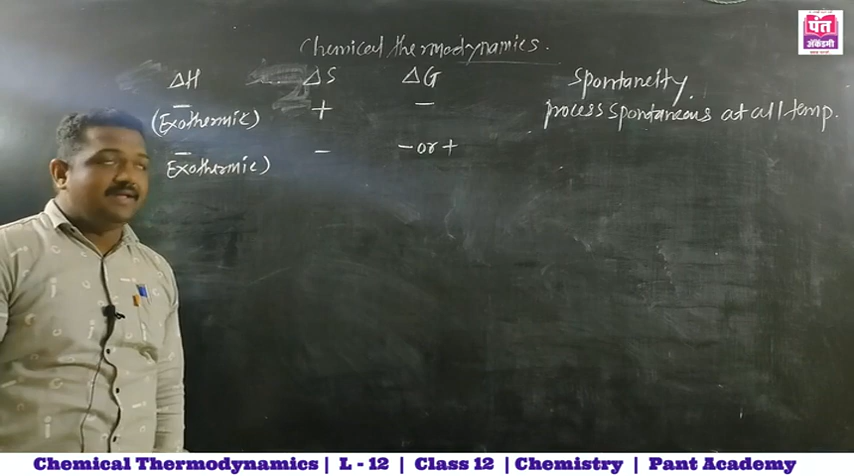 पंत
अ‍ॅकॅडमी
Chemical thermodynamics.
ΔH ΔS ΔG Spontaneity
− + − process spontaneous at all temp.
(Exothermic)
− − − or +
Exothermic)
Chemical Thermodynamics | L - 12 | Class 12 | Chemistry | Pant Academy